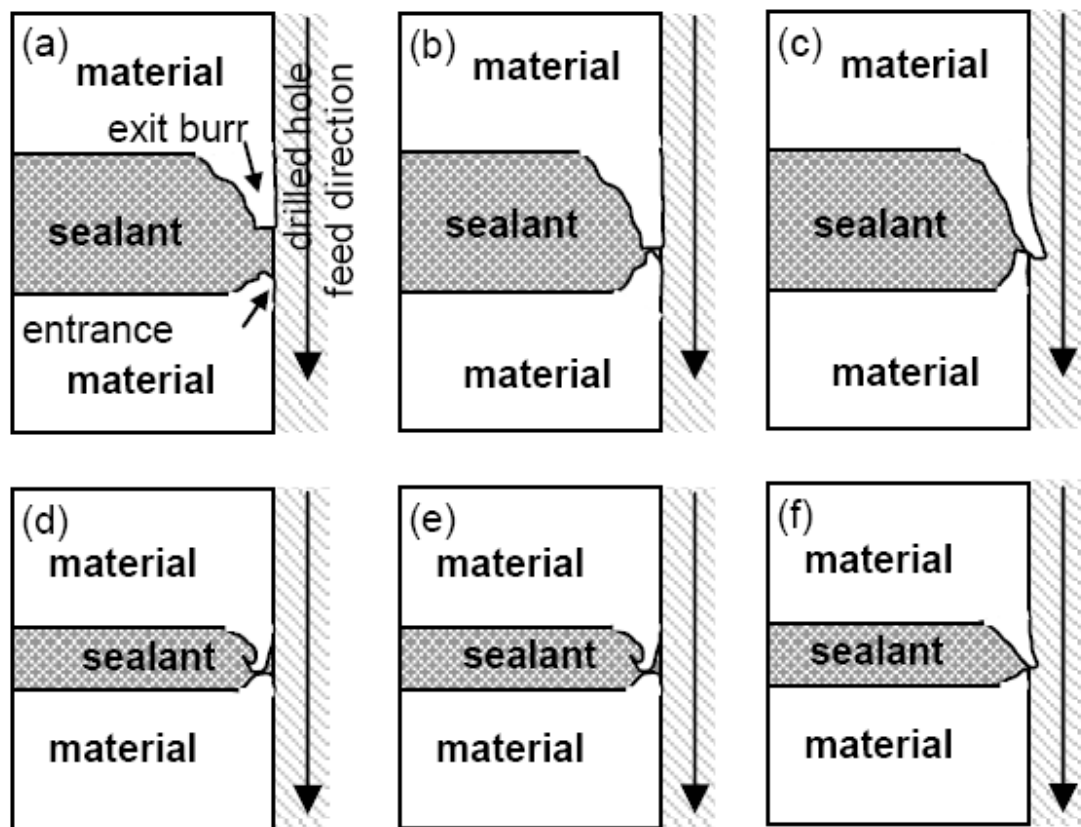 (a)
material
exit burr
sealant
entrance
material
drilled hole
feed direction
(b)
material
sealant
material
(c)
material
sealant
material
(d)
material
sealant
material
(e)
material
sealant
material
(f)
material
sealant
material